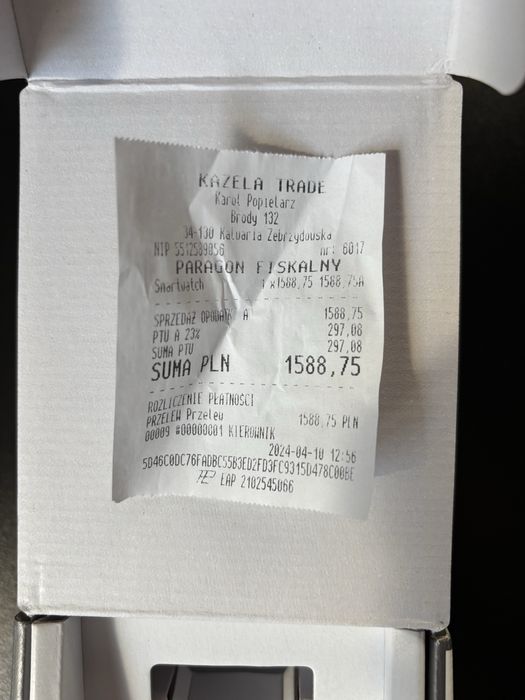 KAZELA TRADE
Karol Popielarz
Brody 132
34-130 Kalwaria Zebrzydowska
NIP 5512589856 nr: 6017
PARAGON FISKALNY
Smartwatch 1 x1588,75 1588,75A
SPRZEDAŻ OPODATK A 1588,75
PTU A 23% 297,08
SUMA PTU 297,08
SUMA PLN 1588,75
ROZLICZENIE PŁATNOŚCI
PRZELEW Przelew 1588,75 PLN
00009 #00000001 KIEROWNIK
2024-04-10 12:56
5D46C0DC76FADBC55B3ED2FD3FC9315D478C00BE
EAP 2102545066